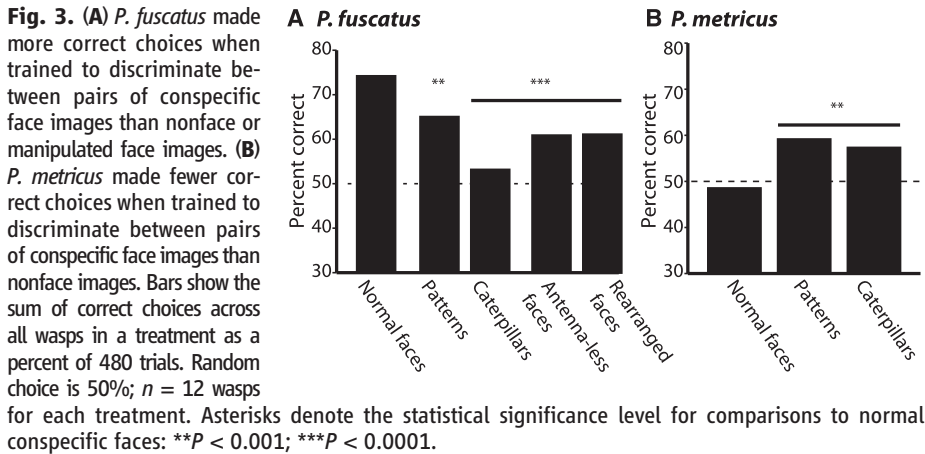 Fig. 3. (A) P. fuscatus made
more correct choices when
trained to discriminate be-
tween pairs of conspecific
face images than nonface or
manipulated face images. (B)
P. metricus made fewer cor-
rect choices when trained to
discriminate between pairs
of conspecific face images than
nonface images. Bars show the
sum of correct choices across
all wasps in a treatment as a
percent of 480 trials. Random
choice is 50%; n = 12 wasps
for each treatment. Asterisks denote the statistical significance level for comparisons to normal
conspecific faces: **P < 0.001; ***P < 0.0001.
A P. fuscatus
Percent correct
80
70
60
50
40
30
**
***
Normal faces
Patterns
Caterpillars
Antenna-less
faces
Rearranged
faces
B P. metricus
Percent correct
80
70
60
50
40
30
**
Normal faces
Patterns
Caterpillars